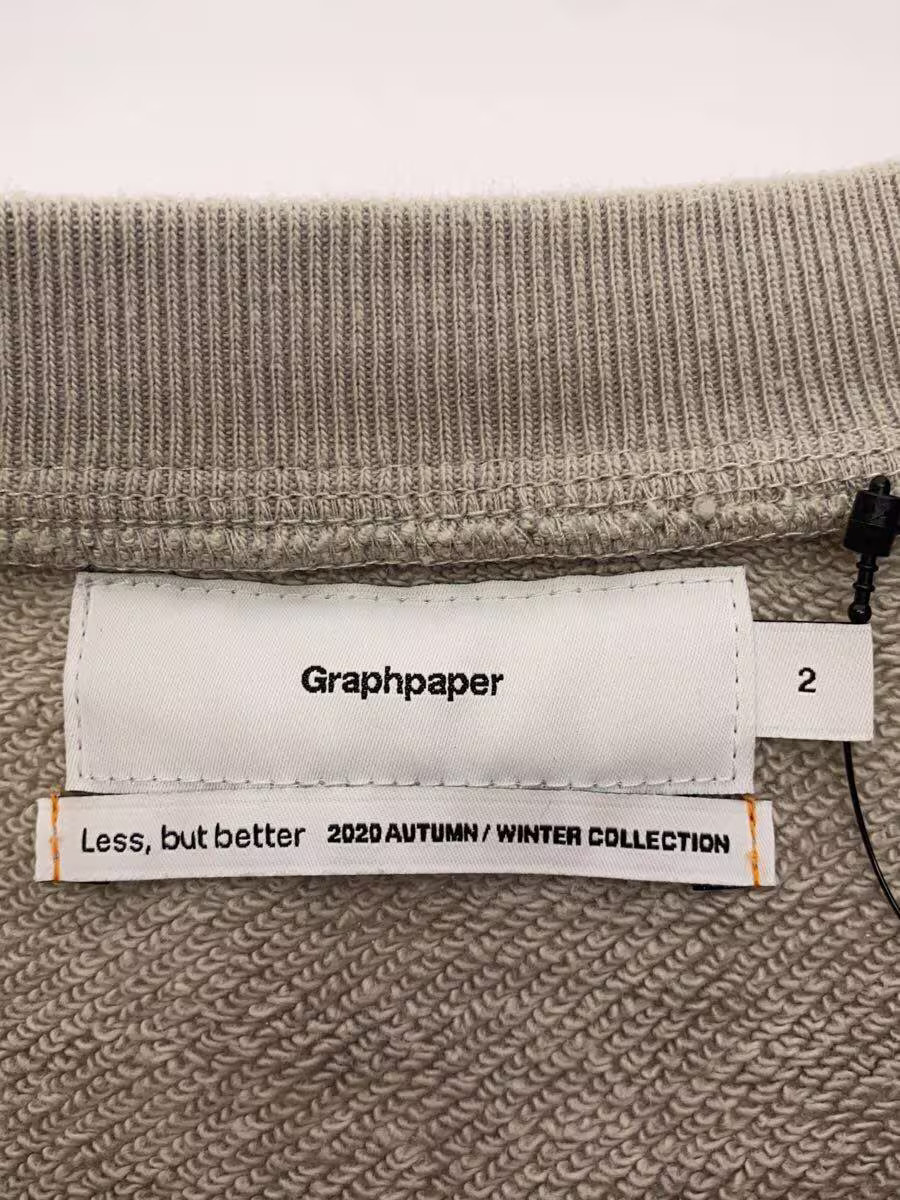 Graphpaper
2
Less, but better 2020 AUTUMN / WINTER COLLECTION